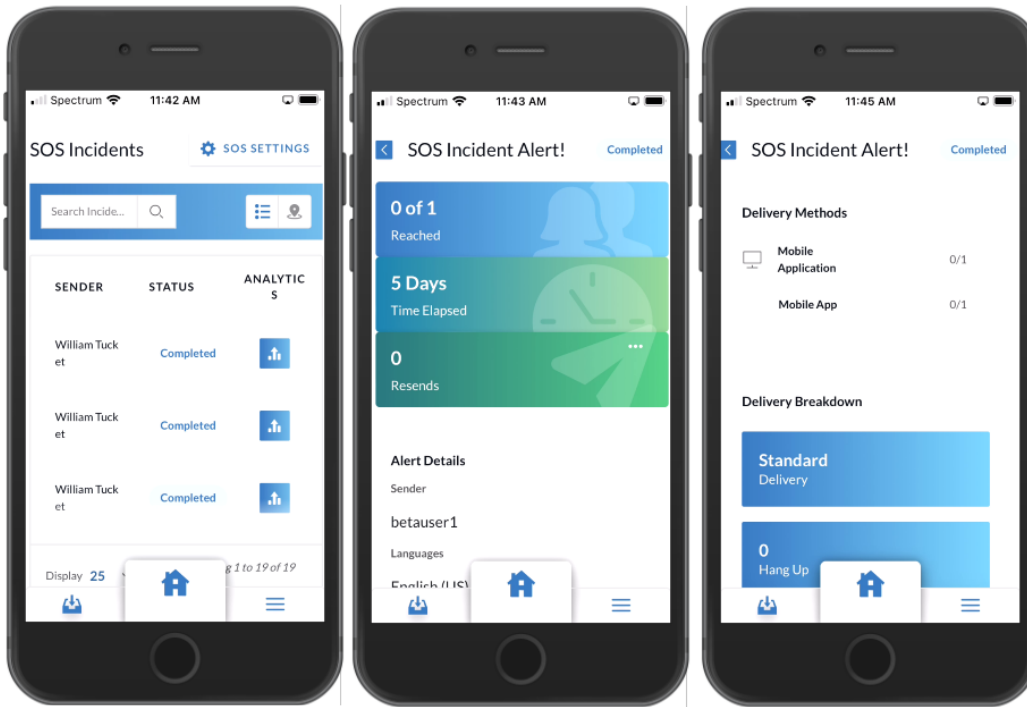 Spectrum 11:42 AM
SOS Incidents SOS SETTINGS
Search Incide...
SENDER STATUS ANALYTIC
S
William Tuck
et Completed
William Tuck
et Completed
William Tuck
et Completed
Display 25 g 1 to 19 of 19
Spectrum 11:43 AM
SOS Incident Alert! Completed
0 of 1
Reached
5 Days
Time Elapsed
0
Resends
Alert Details
Sender
betauser1
Languages
English (US)
Spectrum 11:45 AM
SOS Incident Alert! Completed
Delivery Methods
Mobile
Application 0/1
Mobile App 0/1
Delivery Breakdown
Standard
Delivery
0
Hang Up